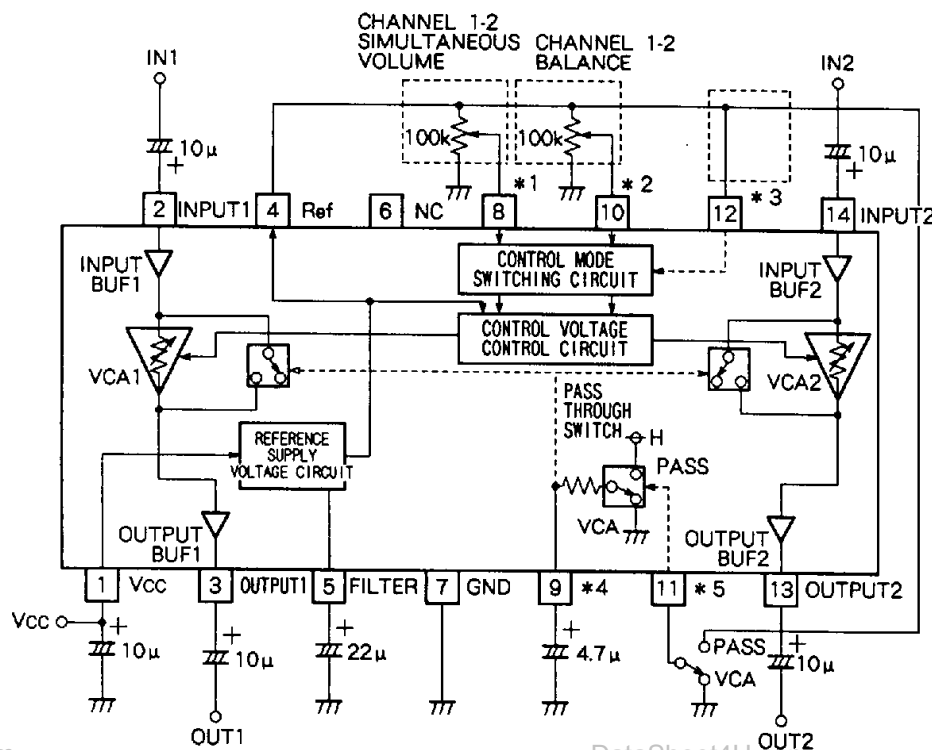 CHANNEL 1-2
SIMULTANEOUS
VOLUME
CHANNEL 1-2
BALANCE
IN1
IN2
10μ
+
100k
100k
10μ
+
*1
*2
*3
2
INPUT1
4
Ref
6
NC
8
10
12
14
INPUT2
INPUT
BUF1
CONTROL MODE
SWITCHING CIRCUIT
INPUT
BUF2
CONTROL VOLTAGE
CONTROL CIRCUIT
VCA1
VCA2
PASS
THROUGH
SWITCH
H
REFERENCE
SUPPLY
VOLTAGE CIRCUIT
PASS
VCA
OUTPUT
BUF1
OUTPUT
BUF2
1
Vcc
3
OUTPUT1
5
FILTER
7
GND
9
*4
11
*5
13
OUTPUT2
Vcc
+
10μ
+
10μ
+
22μ
+
4.7μ
PASS
VCA
+
10μ
OUT1
OUT2